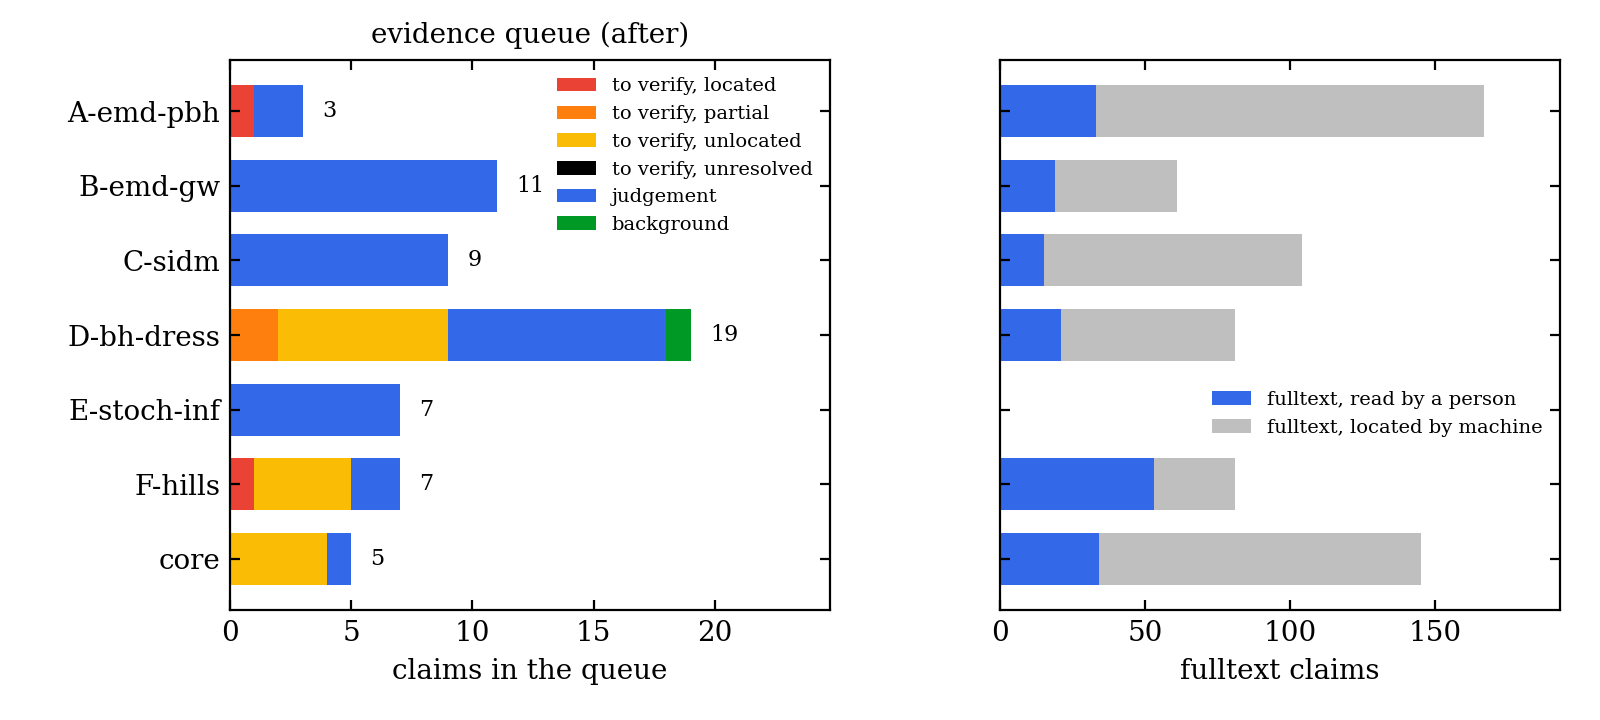 evidence queue (after)
A-emd-pbh
B-emd-gw
C-sidm
D-bh-dress
E-stoch-inf
F-hills
core
3
11
9
19
7
7
5
to verify, located
to verify, partial
to verify, unlocated
to verify, unresolved
judgement
background
0 5 10 15 20
claims in the queue
fulltext, read by a person
fulltext, located by machine
0 50 100 150
fulltext claims